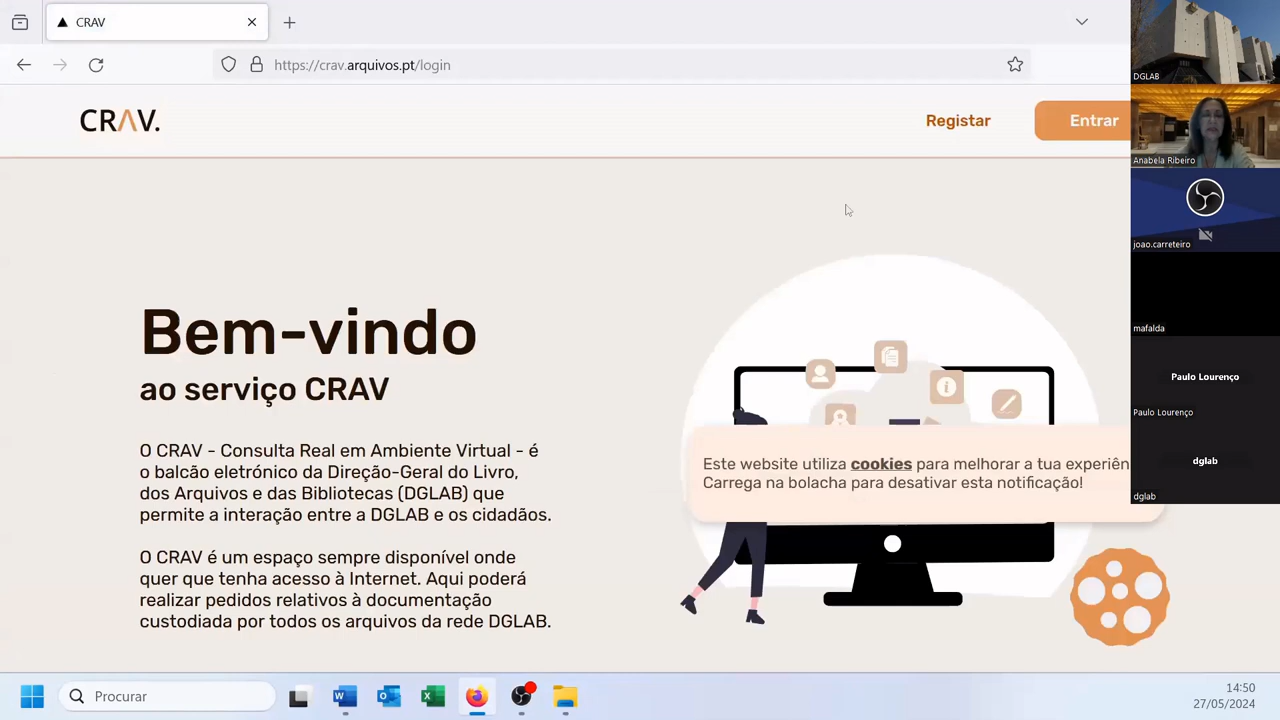 CRAV
https://crav.arquivos.pt/login
CRAV.
Registar
Entrar
Bem-vindo
ao serviço CRAV
O CRAV - Consulta Real em Ambiente Virtual - é
o balcão eletrónico da Direção-Geral do Livro,
dos Arquivos e das Bibliotecas (DGLAB) que
permite a interação entre a DGLAB e os cidadãos.
O CRAV é um espaço sempre disponível onde
quer que tenha acesso à Internet. Aqui poderá
realizar pedidos relativos à documentação
custodiada por todos os arquivos da rede DGLAB.
Este website utiliza cookies para melhorar a tua experiên
Carrega na bolacha para desativar esta notificação!
DGLAB
Anabela Ribeiro
joao.carreteiro
mafalda
Paulo Lourenço
Paulo Lourenço
dglab
dglab
Procurar
14:50
27/05/2024